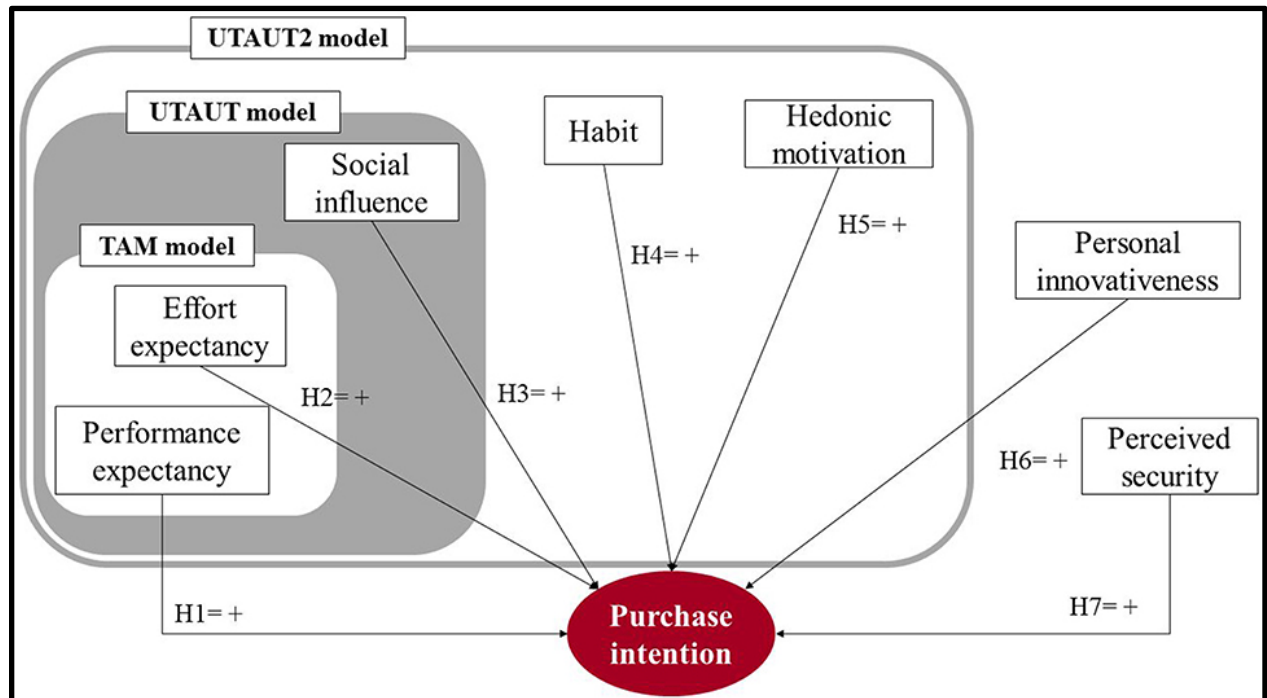 UTAUT2 model
UTAUT model
Habit
Hedonic
motivation
Social
influence
H5= +
TAM model
H4= +
Personal
innovativeness
Effort
expectancy
H2= +
H3= +
Performance
expectancy
H6= +
Perceived
security
H1= +
Purchase
intention
H7= +